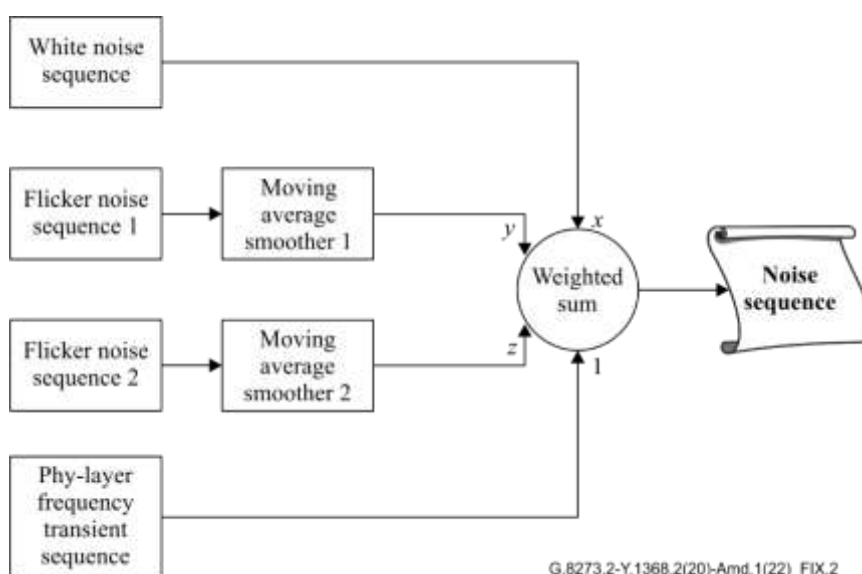 White noise
sequence
Flicker noise
sequence 1
Moving
average
smoother 1
y
x
Weighted
sum
Noise
sequence
Flicker noise
sequence 2
Moving
average
smoother 2
z
1
Phy-layer
frequency
transient
sequence
G.8273.2-Y.1368.2(20)-Amd.1(22)_FIX.2